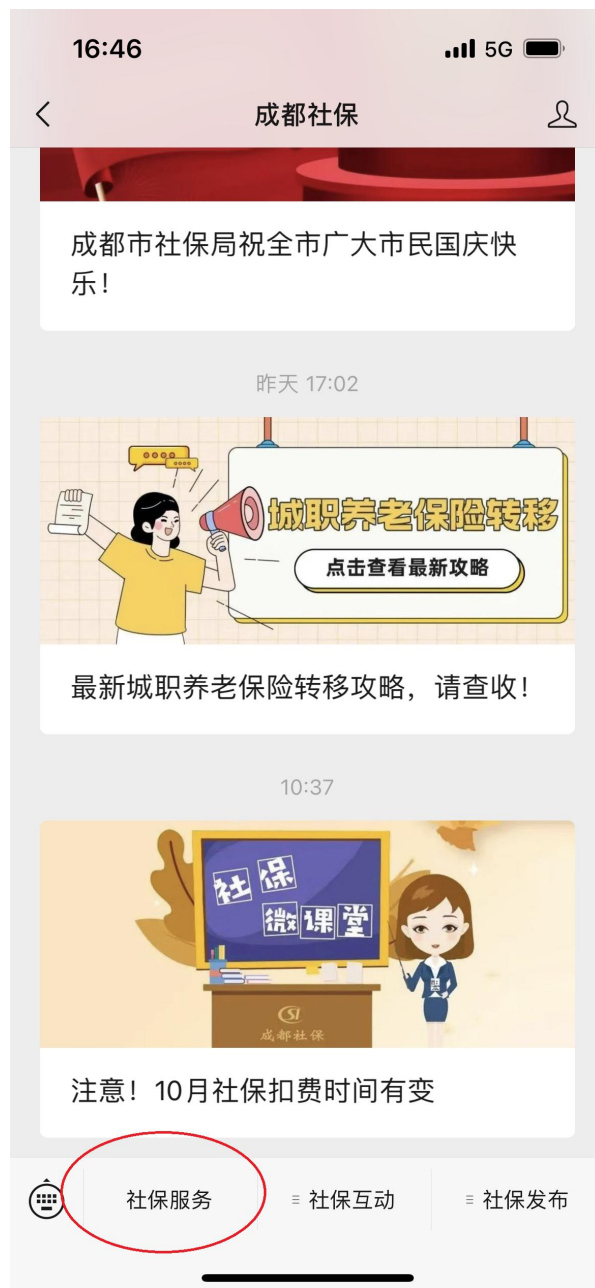 16:46
5G
成都社保
成都市社保局祝全市广大市民国庆快
乐！
昨天 17:02
城职养老保险转移
点击查看最新攻略
最新城职养老保险转移攻略，请查收！
10:37
社保
微课堂
成都社保
注意！10月社保扣费时间有变
社保服务
社保互动
社保发布